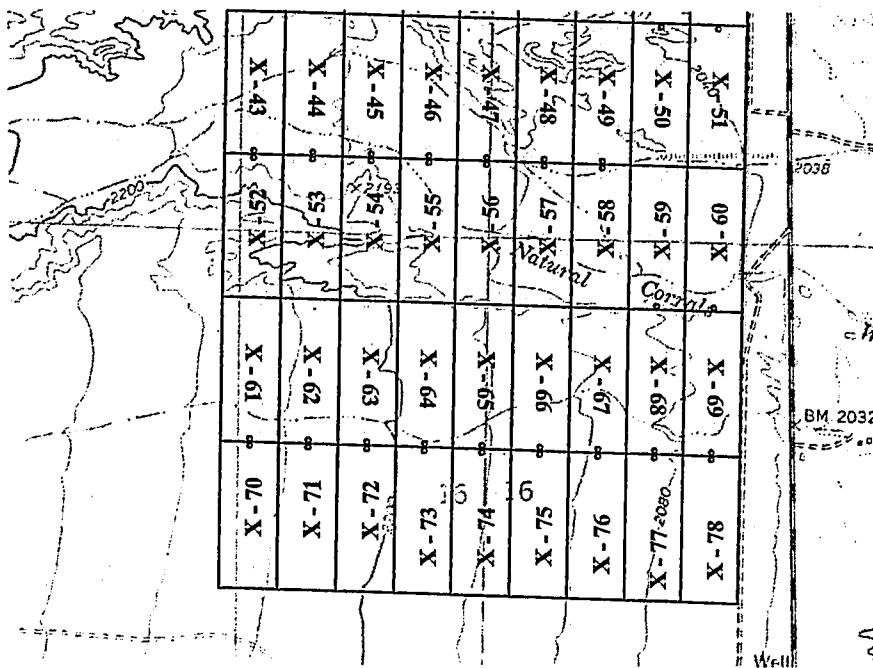 X - 43
X - 44
X - 45
X - 46
X - 47
X - 48
X - 49
X - 50
X - 51
2040
2038
2200
X 2193
X - 52
X - 53
X - 54
X - 55
X - 56
X - 57
X - 58
X - 59
X - 60
Natural
Corrals
X - 61
X - 62
X - 63
X - 64
X - 65
X - 66
X - 67
X - 68
X - 69
BM 2032
16
X - 70
X - 71
X - 72
X - 73
X - 74
X - 75
X - 76
X - 77
2080
X - 78
Well